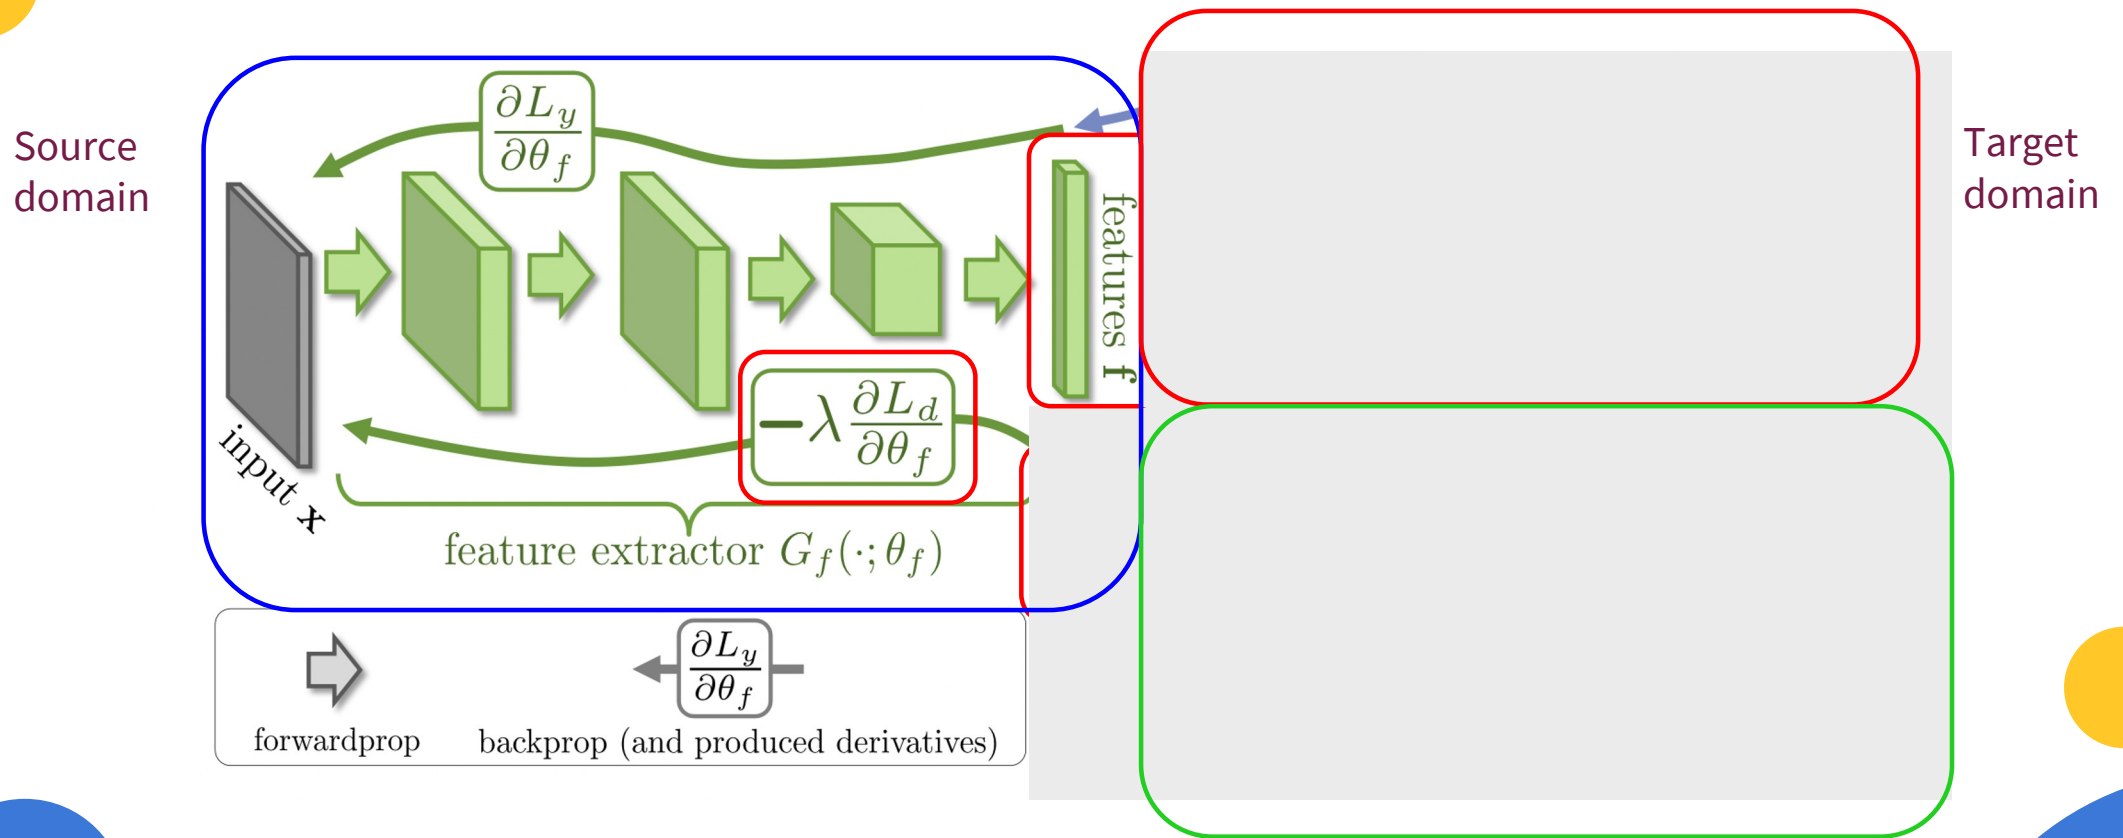 Source
domain
∂L_y
∂θ_f
features f
−λ ∂L_d
∂θ_f
input x
feature extractor G_f(·; θ_f)
∂L_y
∂θ_f
forwardprop
backprop (and produced derivatives)
Target
domain